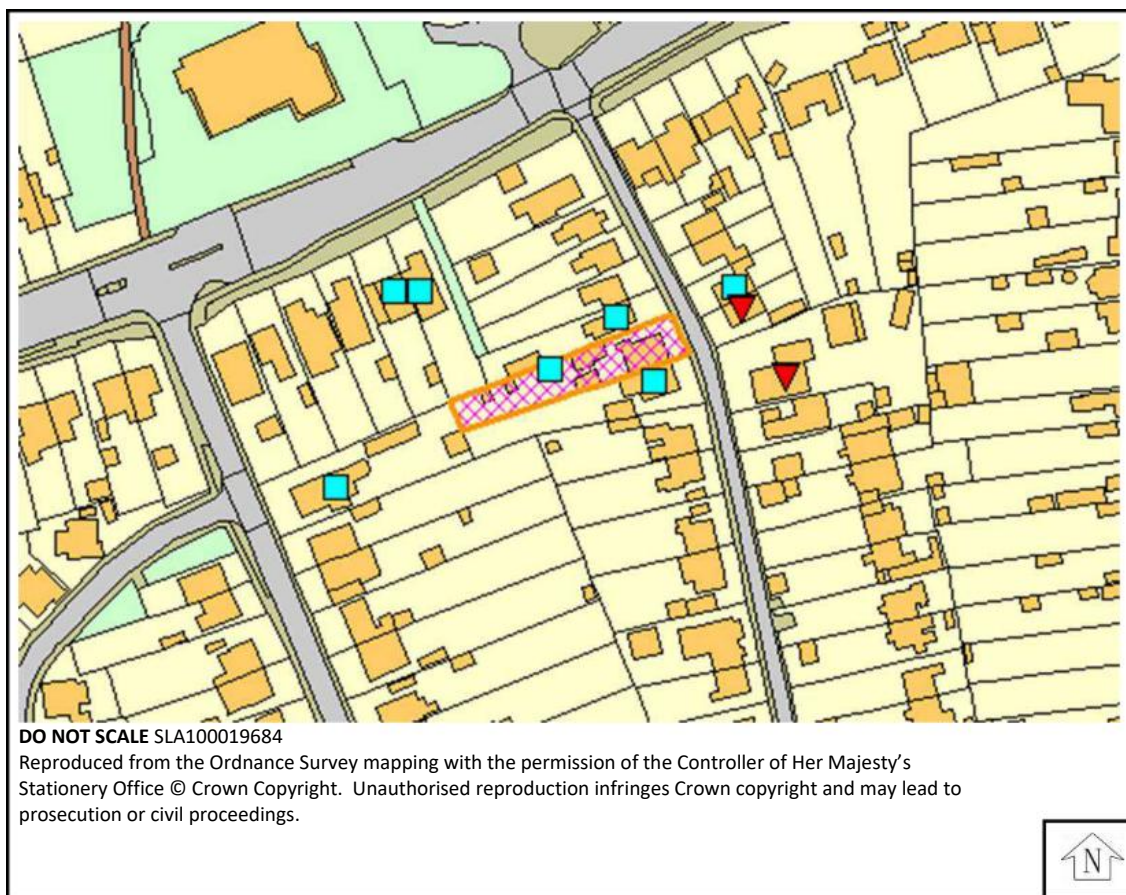 DO NOT SCALE SLA100019684
Reproduced from the Ordnance Survey mapping with the permission of the Controller of Her Majesty’s
Stationery Office © Crown Copyright. Unauthorised reproduction infringes Crown copyright and may lead to
prosecution or civil proceedings.
N